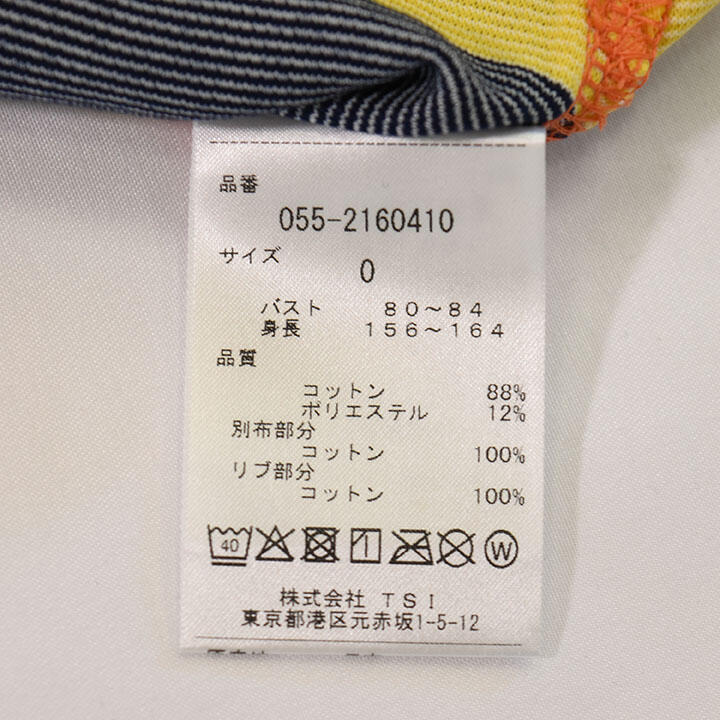 品番
055-2160410
サイズ
0
バスト 80～84
身長 156～164
品質
コットン 88%
ポリエステル 12%
別布部分
コットン 100%
リブ部分
コットン 100%
40 W
株式会社 TSI
東京都港区元赤坂1-5-12